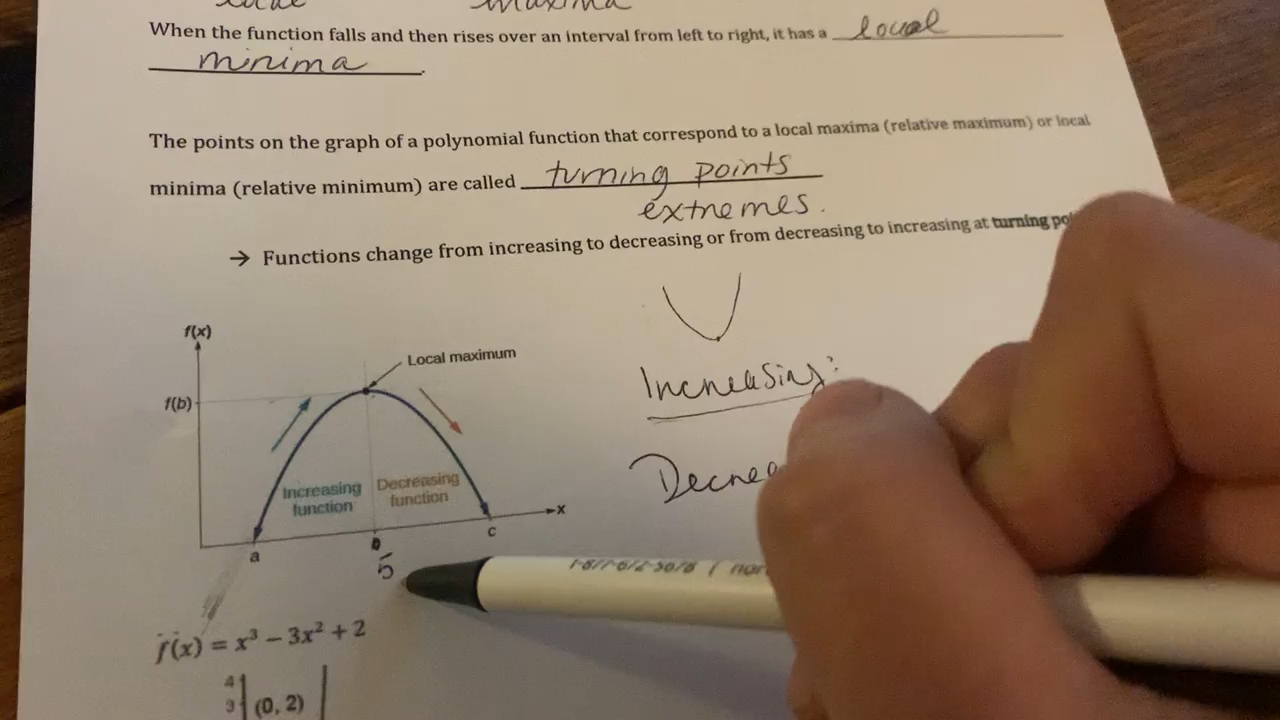 maxima
When the function falls and then rises over an interval from left to right, it has a local
minima.
The points on the graph of a polynomial function that correspond to a local maxima (relative maximum) or local
minima (relative minimum) are called turning points
extremes.
→ Functions change from increasing to decreasing or from decreasing to increasing at turning
f(x)
Local maximum
f(b)
Increasing:
Increasing function
Decreasing function
x
a
b
c
5
f(x) = x³ − 3x² + 2
4
3
(0, 2)